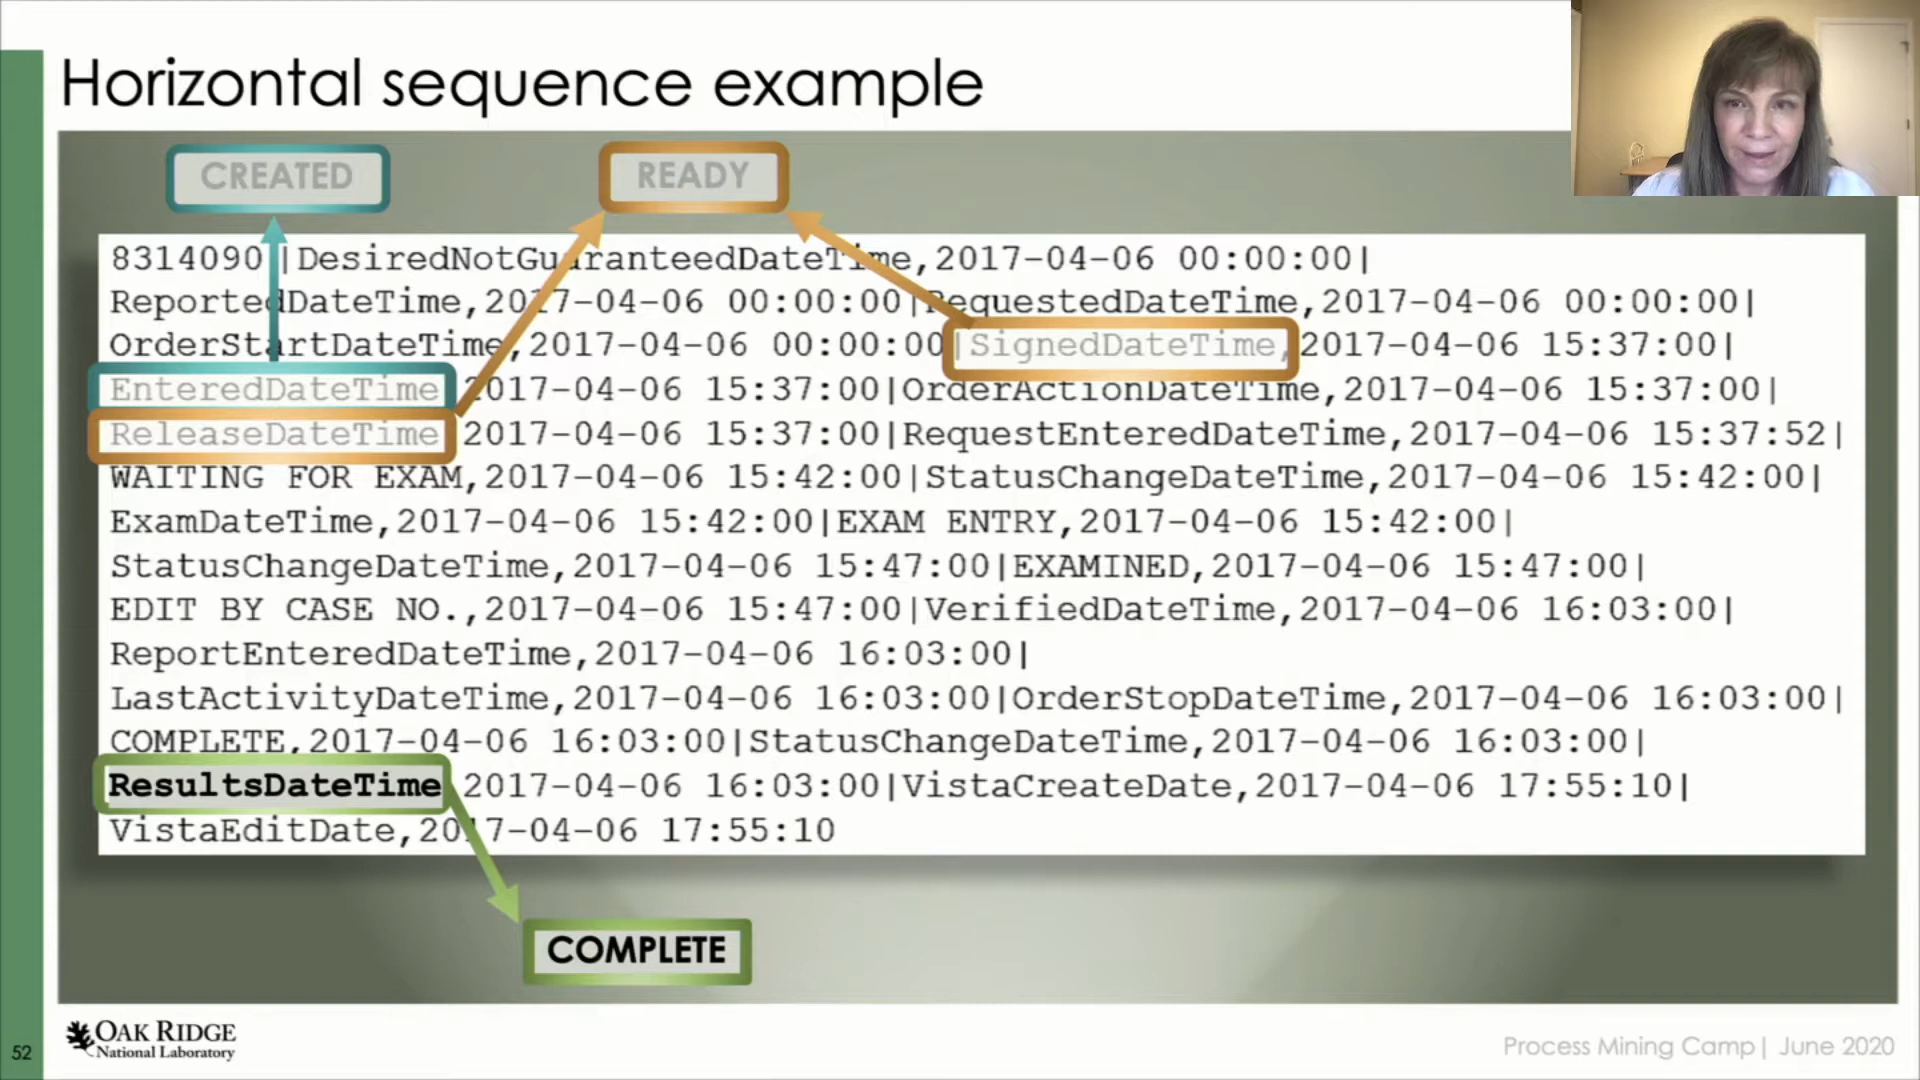 Horizontal sequence example
CREATED
READY
8314090|DesiredNotGuaranteedDateTime,2017-04-06 00:00:00|
ReportedDateTime,2017-04-06 00:00:00|RequestedDateTime,2017-04-06 00:00:00|
OrderStartDateTime,2017-04-06 00:00:00|SignedDateTime,2017-04-06 15:37:00|
EnteredDateTime 2017-04-06 15:37:00|OrderActionDateTime,2017-04-06 15:37:00|
ReleaseDateTime 2017-04-06 15:37:00|RequestEnteredDateTime,2017-04-06 15:37:52|
WAITING FOR EXAM,2017-04-06 15:42:00|StatusChangeDateTime,2017-04-06 15:42:00|
ExamDateTime,2017-04-06 15:42:00|EXAM ENTRY,2017-04-06 15:42:00|
StatusChangeDateTime,2017-04-06 15:47:00|EXAMINED,2017-04-06 15:47:00|
EDIT BY CASE NO.,2017-04-06 15:47:00|VerifiedDateTime,2017-04-06 16:03:00|
ReportEnteredDateTime,2017-04-06 16:03:00|
LastActivityDateTime,2017-04-06 16:03:00|OrderStopDateTime,2017-04-06 16:03:00|
COMPLETE,2017-04-06 16:03:00|StatusChangeDateTime,2017-04-06 16:03:00|
ResultsDateTime 2017-04-06 16:03:00|VistaCreateDate,2017-04-06 17:55:10|
VistaEditDate,2017-04-06 17:55:10
COMPLETE
52
OAK RIDGE
National Laboratory
Process Mining Camp| June 2020